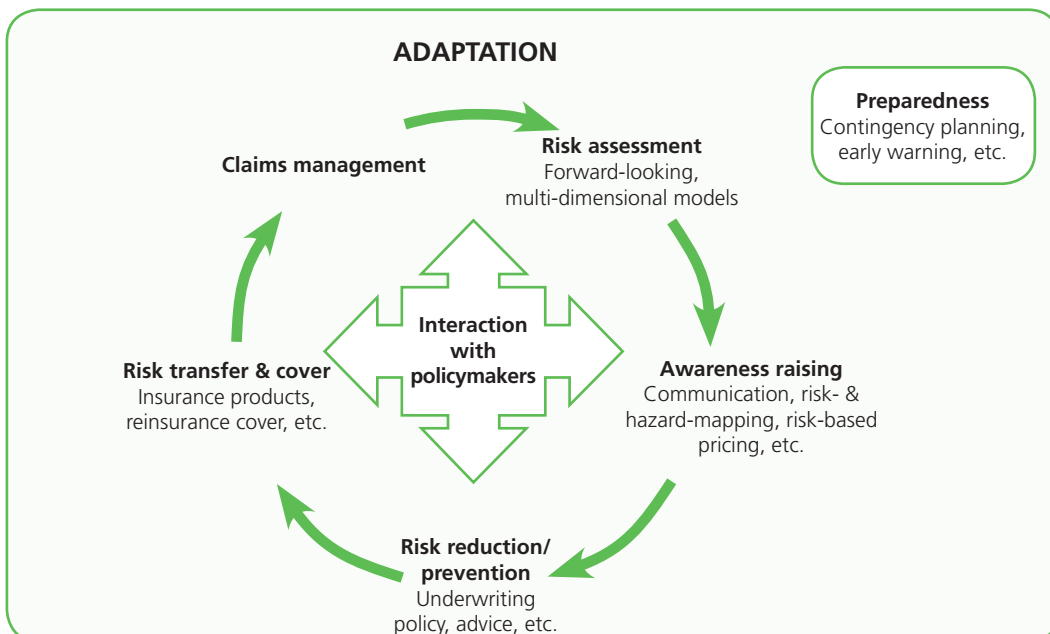 ADAPTATION
Preparedness
Contingency planning,
early warning, etc.
Claims management
Risk assessment
Forward-looking,
multi-dimensional models
Interaction
with
policymakers
Risk transfer & cover
Insurance products,
reinsurance cover, etc.
Awareness raising
Communication, risk- &
hazard-mapping, risk-based
pricing, etc.
Risk reduction/
prevention
Underwriting
policy, advice, etc.